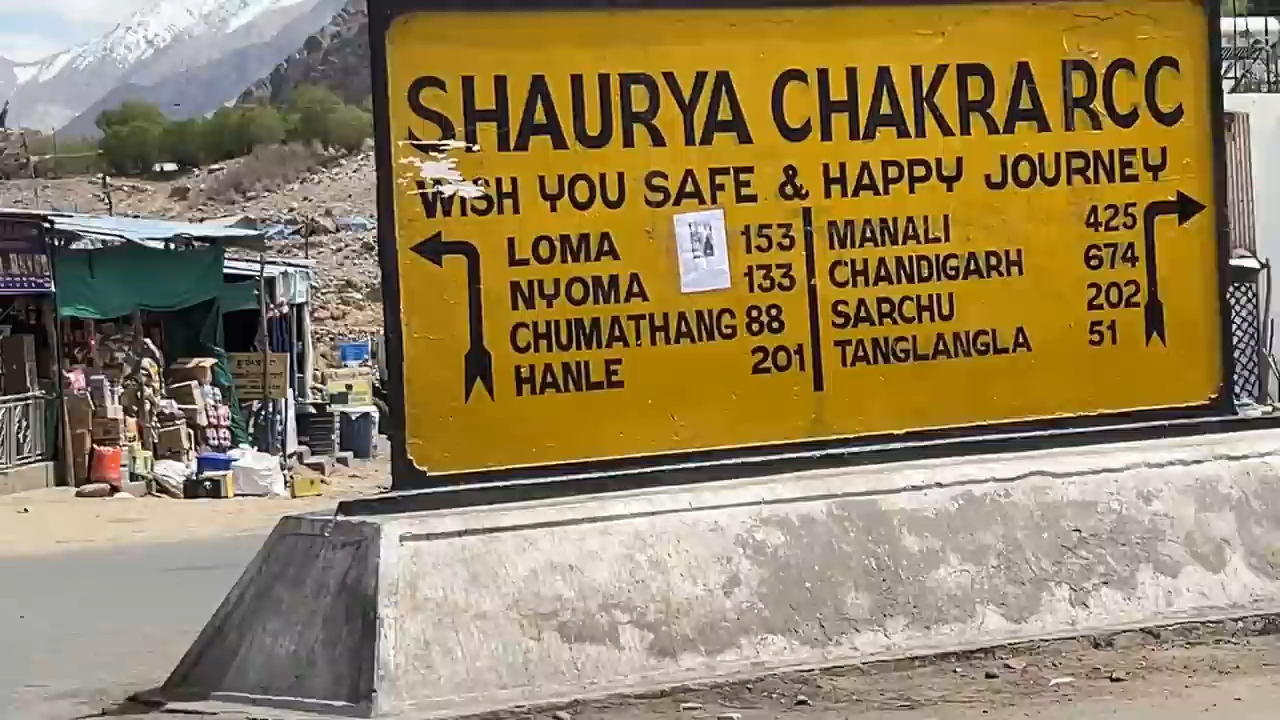 SHAURYA CHAKRA RCC
WISH YOU SAFE & HAPPY JOURNEY
LOMA 153
NYOMA 133
CHUMATHANG 88
HANLE 201
MANALI 425
CHANDIGARH 674
SARCHU 202
TANGLANGLA 51